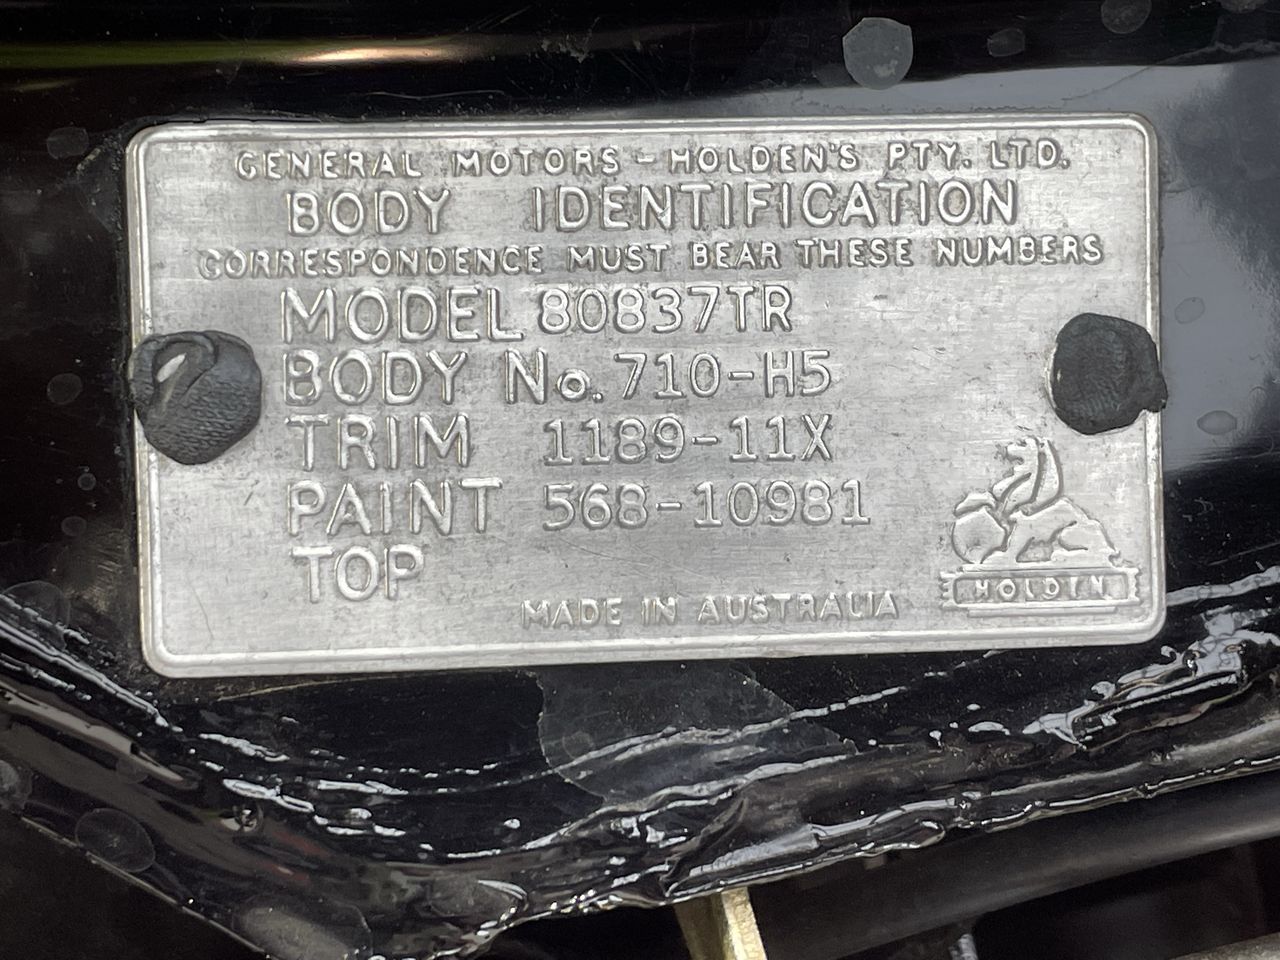 GENERAL MOTORS - HOLDEN'S PTY. LTD.
BODY IDENTIFICATION
CORRESPONDENCE MUST BEAR THESE NUMBERS
MODEL 80837TR
BODY No. 710-H5
TRIM 1189-11X
PAINT 568-10981
TOP
MADE IN AUSTRALIA
HOLDEN